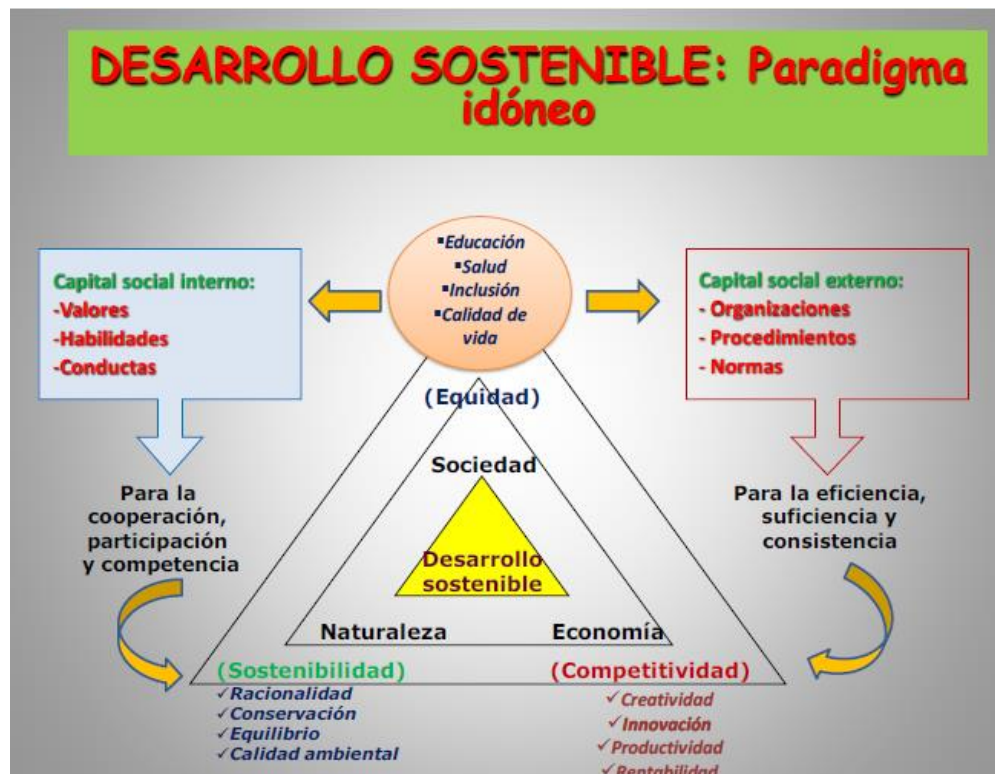 DESARROLLO SOSTENIBLE: Paradigma
idóneo
▪Educación
▪Salud
▪Inclusión
▪Calidad de
vida
Capital social interno:
-Valores
-Habilidades
-Conductas
Capital social externo:
- Organizaciones
- Procedimientos
- Normas
(Equidad)
Sociedad
Desarrollo
sostenible
Para la
cooperación,
participación
y competencia
Para la eficiencia,
suficiencia y
consistencia
Naturaleza
Economía
(Sostenibilidad)
✓Racionalidad
✓Conservación
✓Equilibrio
✓Calidad ambiental
(Competitividad)
✓Creatividad
✓Innovación
✓Productividad
✓Rentabilidad